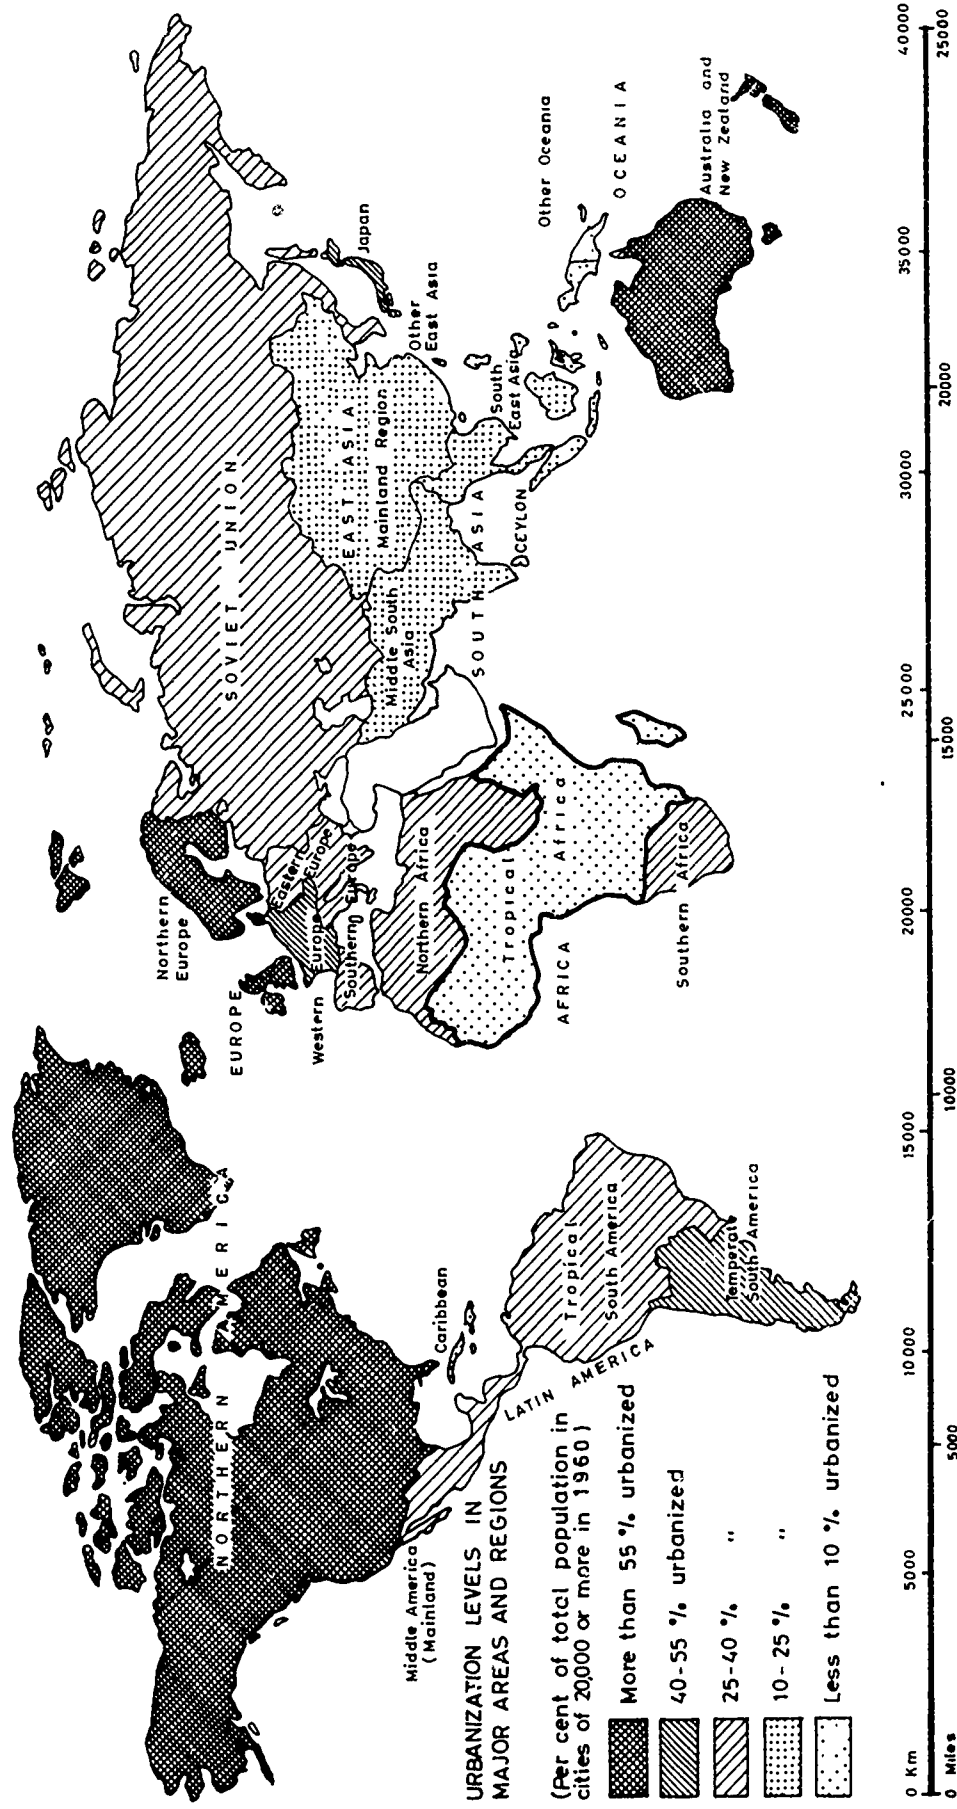 URBANIZATION LEVELS IN
MAJOR AREAS AND REGIONS
(Per cent of total population in
cities of 20,000 or more in 1960)
More than 55 % urbanized
40-55 % urbanized
25-40 % "
10-25 % "
Less than 10 % urbanized
NORTHERN AMERICA
Middle America
(Mainland)
Caribbean
LATIN AMERICA
Tropical
South America
Temperate
South America
EUROPE
Northern
Europe
Western Europe
Eastern
Europe
Southern Europe
SOVIET UNION
Northern Africa
Tropical Africa
AFRICA
Southern Africa
EAST ASIA
Mainland Region
Japan
Other
East Asia
Middle South
Asia
SOUTH ASIA
CEYLON
South
East Asia
Other Oceania
OCEANIA
Australia and
New Zealand
0 Km 5000 10000 15000 20000 25000 30000 35000 40000
0 Miles 5000 10000 15000 20000 25000